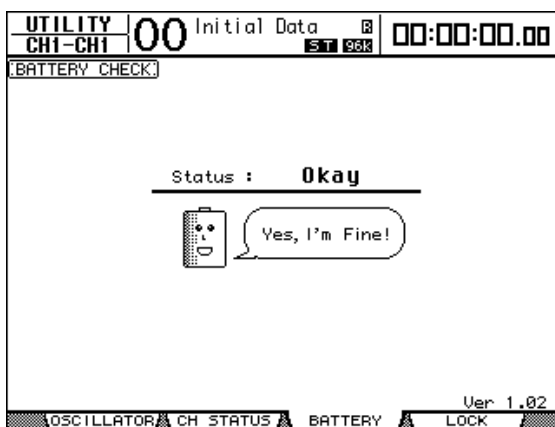 UTILITY
CH1-CH1
00
Initial Data R
ST 96k
00:00:00.00
BATTERY CHECK
Status : Okay
Yes, I'm Fine!
Ver 1.02
OSCILLATOR CH STATUS BATTERY LOCK